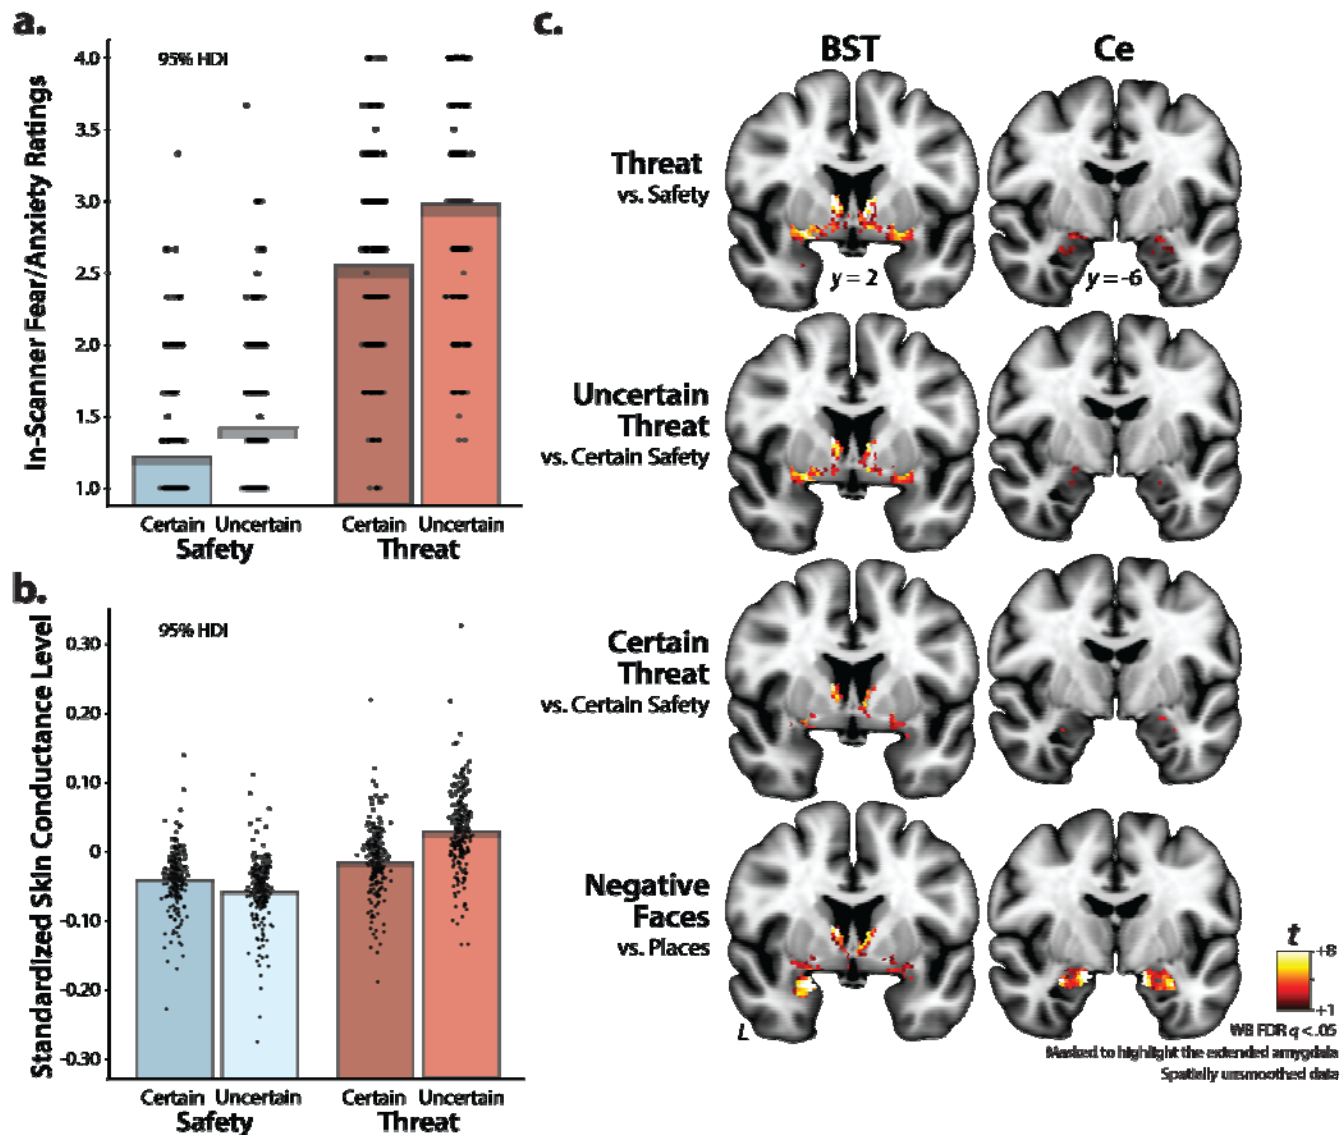 a.
95% HDI
In-Scanner Fear/Anxiety Ratings
4.0
3.5
3.0
2.5
2.0
1.5
1.0
Certain Uncertain Certain Uncertain
Safety Threat
b.
95% HDI
Standardized Skin Conductance Level
0.30
0.20
0.10
0
-0.10
-0.20
-0.30
Certain Uncertain Certain Uncertain
Safety Threat
c.
BST Ce
Threat
vs. Safety
y = 2 y = -6
Uncertain
Threat
vs. Certain Safety
Certain
Threat
vs. Certain Safety
Negative
Faces
vs. Places
L
t
+8
+1
WB FDR q < .05
Masked to highlight the extended amygdala
Spatially unsmoothed data